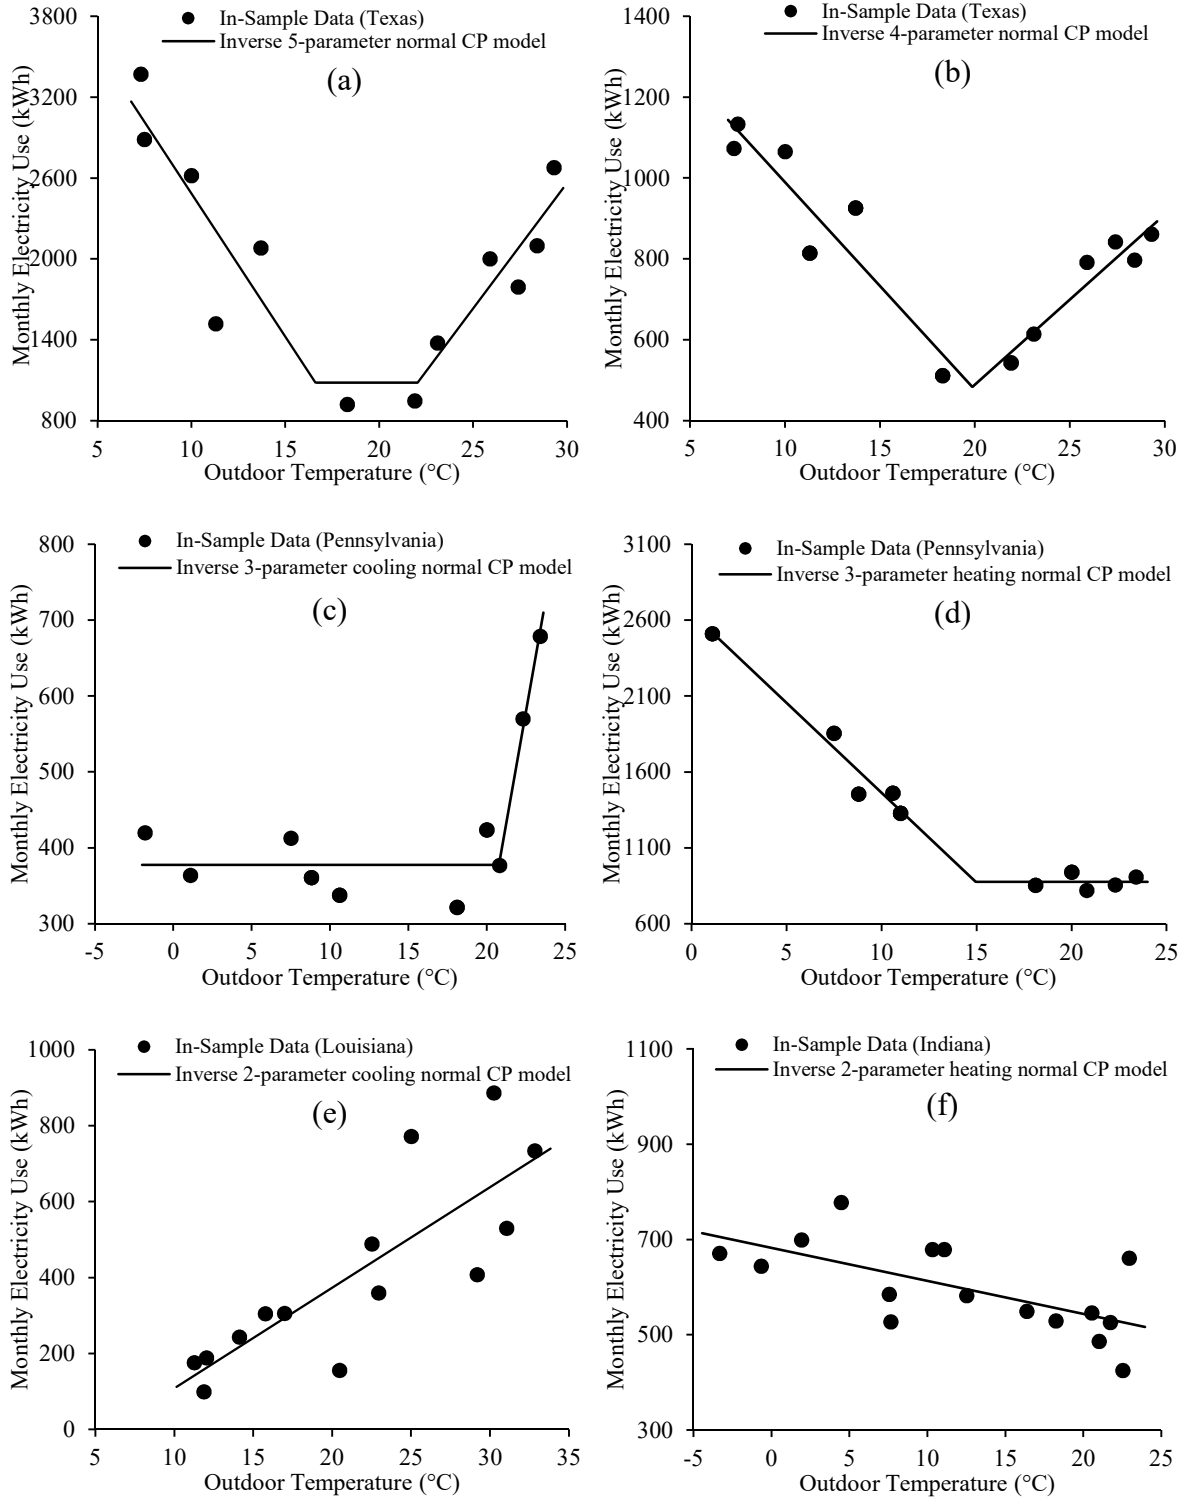 In-Sample Data (Texas)
Inverse 5-parameter normal CP model
(a)
Monthly Electricity Use (kWh)
3800
3200
2600
2000
1400
800
5 10 15 20 25 30
Outdoor Temperature (°C)
In-Sample Data (Texas)
Inverse 4-parameter normal CP model
(b)
Monthly Electricity Use (kWh)
1400
1200
1000
800
600
400
5 10 15 20 25 30
Outdoor Temperature (°C)
In-Sample Data (Pennsylvania)
Inverse 3-parameter cooling normal CP model
(c)
Monthly Electricity Use (kWh)
800
700
600
500
400
300
-5 0 5 10 15 20 25
Outdoor Temperature (°C)
In-Sample Data (Pennsylvania)
Inverse 3-parameter heating normal CP model
(d)
Monthly Electricity Use (kWh)
3100
2600
2100
1600
1100
600
0 5 10 15 20 25
Outdoor Temperature (°C)
In-Sample Data (Louisiana)
Inverse 2-parameter cooling normal CP model
(e)
Monthly Electricity Use (kWh)
1000
800
600
400
200
0
5 10 15 20 25 30 35
Outdoor Temperature (°C)
In-Sample Data (Indiana)
Inverse 2-parameter heating normal CP model
(f)
Monthly Electricity Use (kWh)
1100
900
700
500
300
-5 0 5 10 15 20 25
Outdoor Temperature (°C)